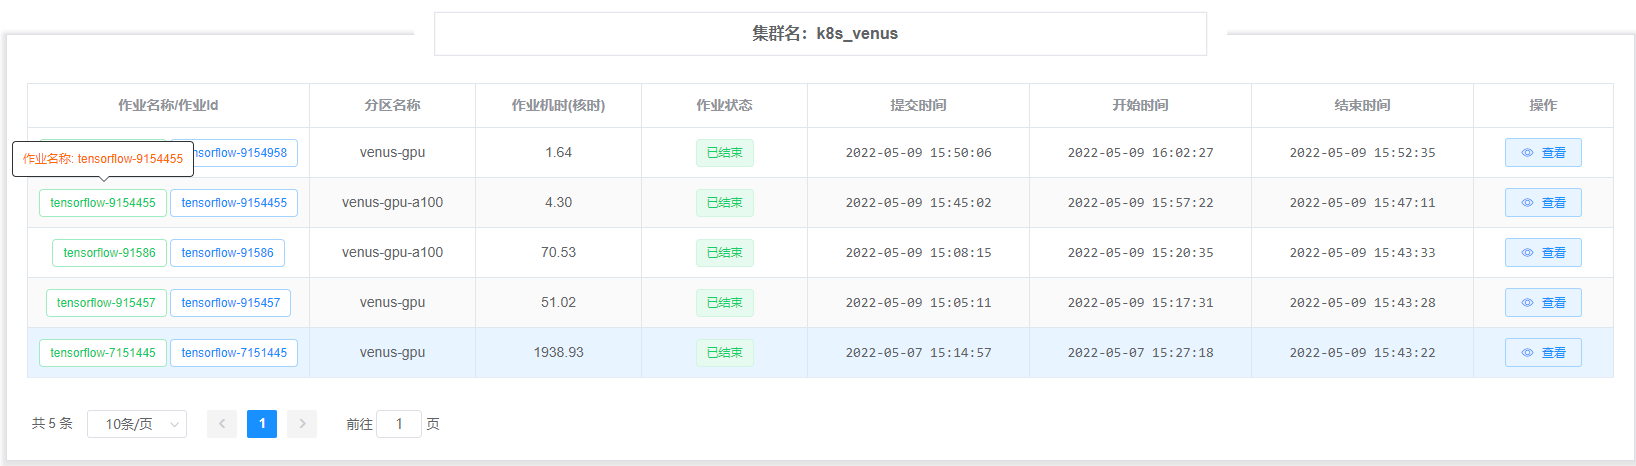 集群名：k8s_venus
作业名称/作业Id 分区名称 作业机时(核时) 作业状态 提交时间 开始时间 结束时间 操作
作业名称: tensorflow-9154455
nsorflow-9154958 venus-gpu 1.64 已结束 2022-05-09 15:50:06 2022-05-09 16:02:27 2022-05-09 15:52:35 查看
tensorflow-9154455 tensorflow-9154455 venus-gpu-a100 4.30 已结束 2022-05-09 15:45:02 2022-05-09 15:57:22 2022-05-09 15:47:11 查看
tensorflow-91586 tensorflow-91586 venus-gpu-a100 70.53 已结束 2022-05-09 15:08:15 2022-05-09 15:20:35 2022-05-09 15:43:33 查看
tensorflow-915457 tensorflow-915457 venus-gpu 51.02 已结束 2022-05-09 15:05:11 2022-05-09 15:17:31 2022-05-09 15:43:28 查看
tensorflow-7151445 tensorflow-7151445 venus-gpu 1938.93 已结束 2022-05-07 15:14:57 2022-05-07 15:27:18 2022-05-09 15:43:22 查看
共 5 条 10条/页 1 前往 1 页